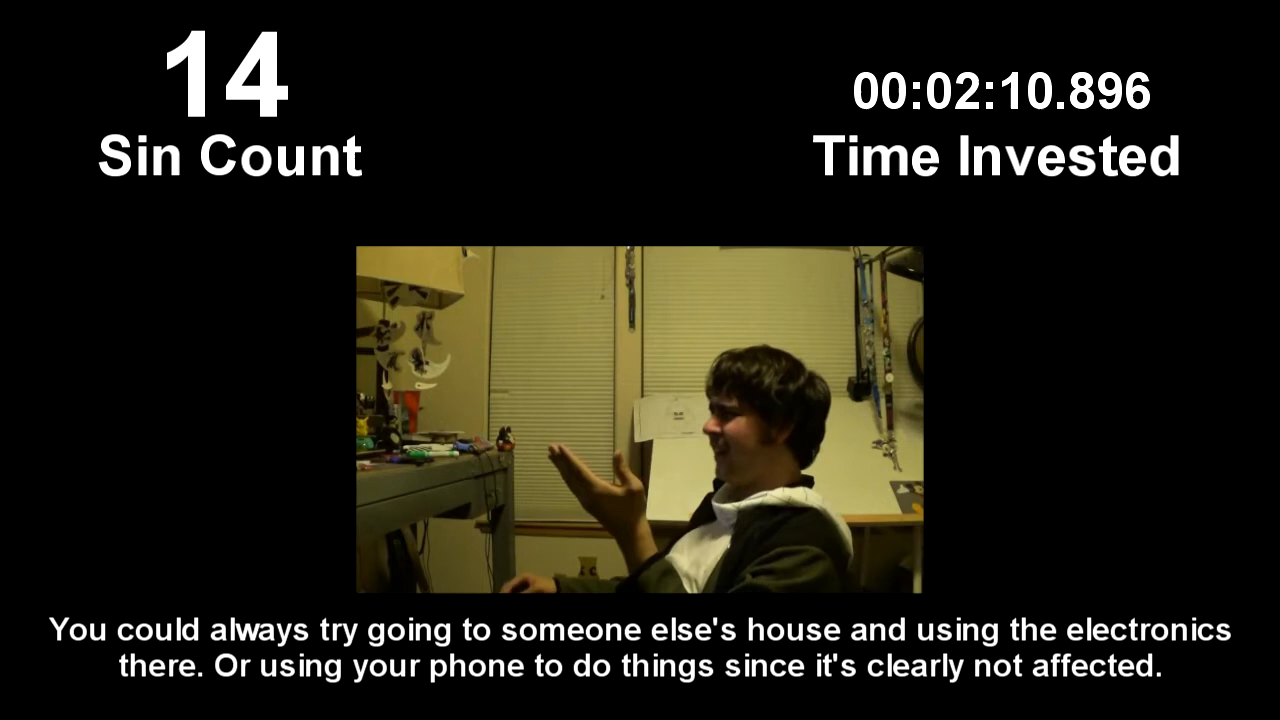 14
Sin Count
00:02:10.896
Time Invested
You could always try going to someone else's house and using the electronics
there. Or using your phone to do things since it's clearly not affected.